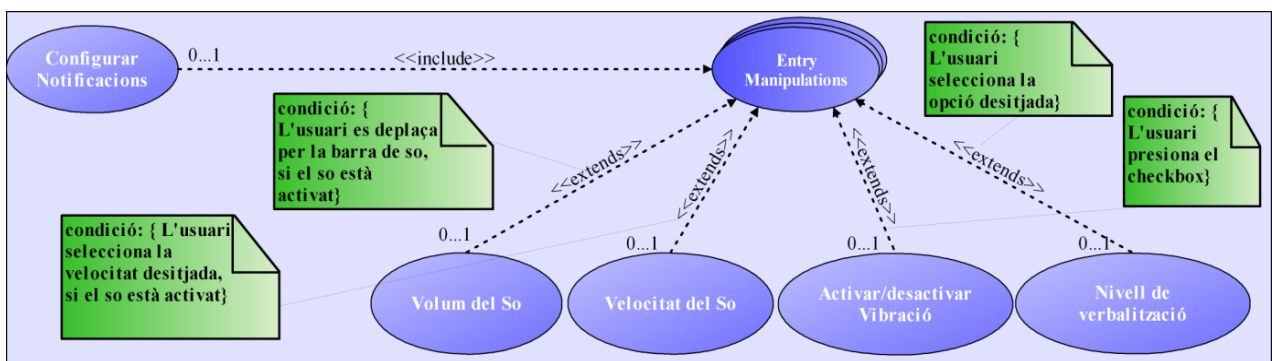 Configurar
Notificacions
0...1
<<include>>
Entry
Manipulations
condició: {
L'usuari
selecciona la
opció desitjada}
condició: {
L'usuari es deplaça
per la barra de so,
si el so està
activat}
condició: {
L'usuari
presiona el
checkbox}
<<extends>>
<<extends>>
<<extends>>
<<extends>>
condició: { L'usuari
selecciona la
velocitat desitjada,
si el so està activat}
0...1
0...1
0...1
0...1
Volum del So
Velocitat del So
Activar/desactivar
Vibració
Nivell de
verbalització